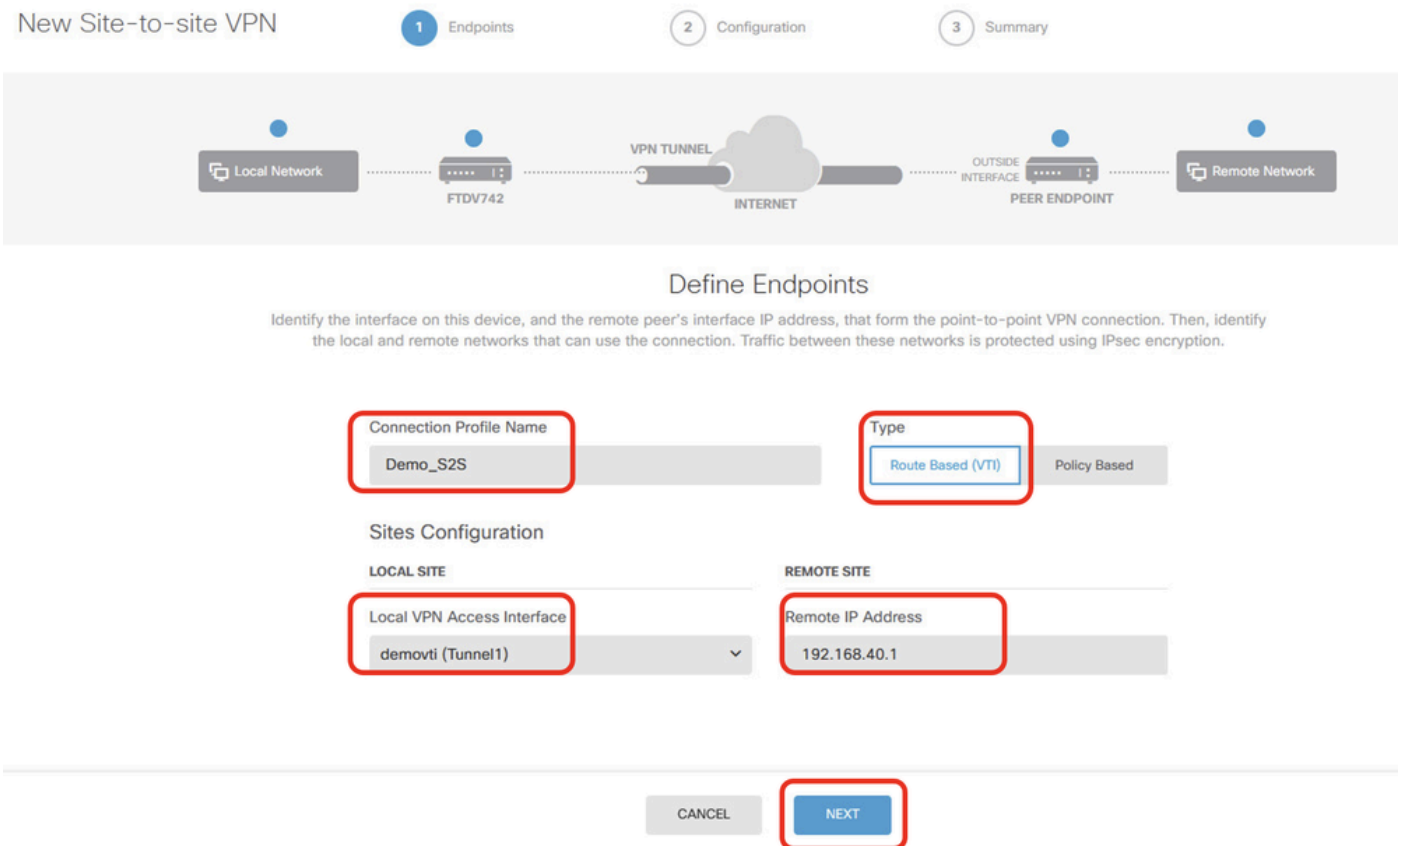 New Site-to-site VPN
1 Endpoints
2 Configuration
3 Summary
Local Network
FTDV742
VPN TUNNEL
INTERNET
OUTSIDE
INTERFACE
PEER ENDPOINT
Remote Network
Define Endpoints
Identify the interface on this device, and the remote peer's interface IP address, that form the point-to-point VPN connection. Then, identify
the local and remote networks that can use the connection. Traffic between these networks is protected using IPsec encryption.
Connection Profile Name
Demo_S2S
Type
Route Based (VTI)
Policy Based
Sites Configuration
LOCAL SITE
Local VPN Access Interface
demovti (Tunnel1)
REMOTE SITE
Remote IP Address
192.168.40.1
CANCEL
NEXT